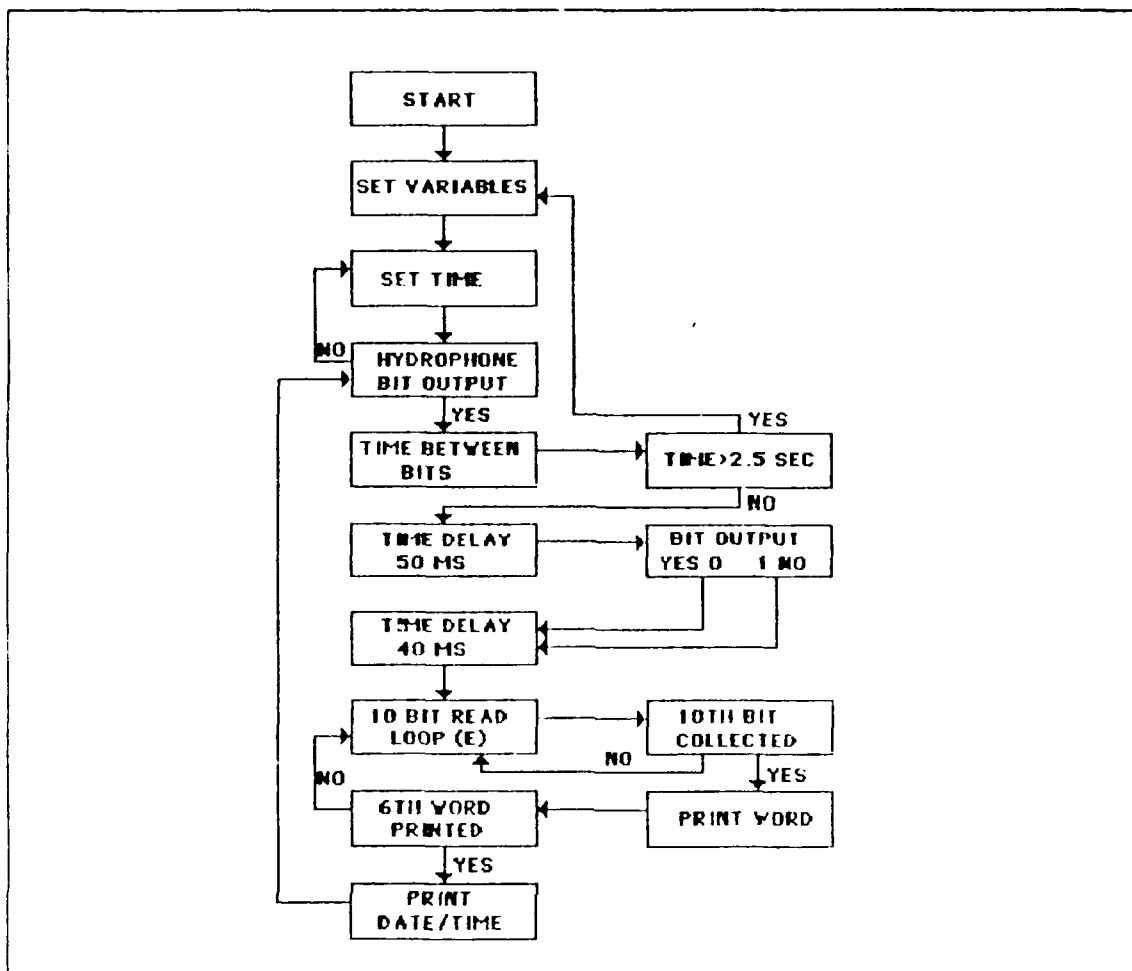 START
SET VARIABLES
SET TIME
NO
HYDROPHONE
BIT OUTPUT
YES
YES
TIME BETWEEN
BITS
TIME>2.5 SEC
NO
TIME DELAY
50 MS
BIT OUTPUT
YES 0 1 NO
TIME DELAY
40 MS
10 BIT READ
LOOP (E)
10TH BIT
COLLECTED
NO
NO
YES
6TH WORD
PRINTED
PRINT WORD
YES
PRINT
DATE/TIME